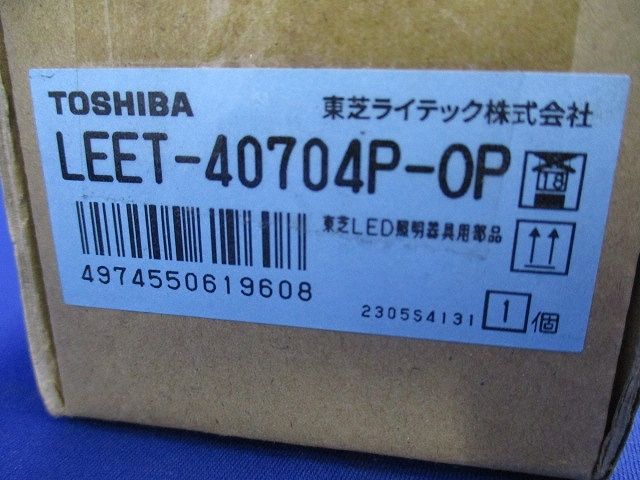 TOSHIBA 東芝ライテック株式会社
LEET-40704P-OP
18
東芝LED照明器具用部品
4974550619608
2305S4131 1 個